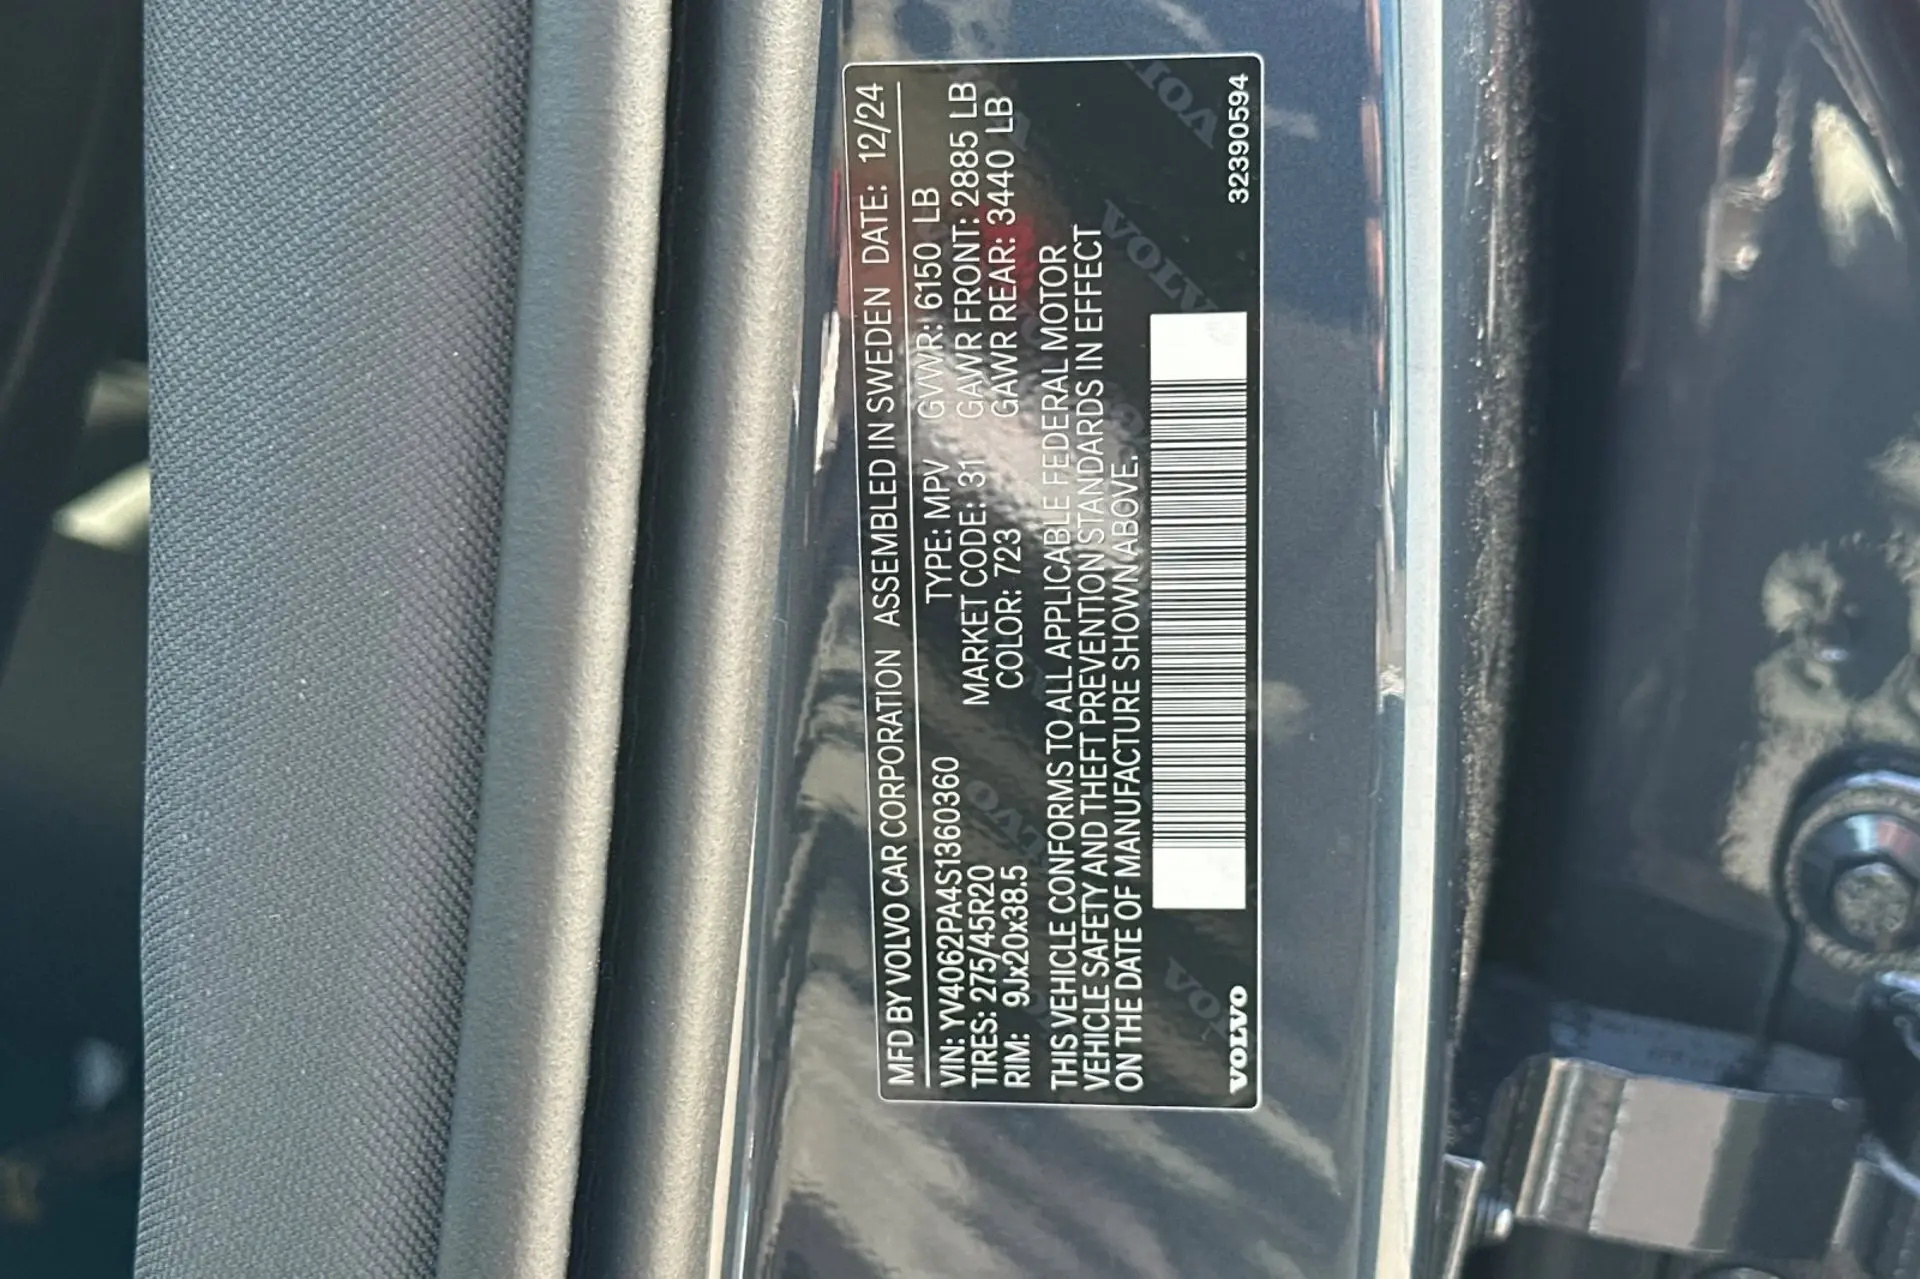 MFD BY VOLVO CAR CORPORATION ASSEMBLED IN SWEDEN DATE: 12/24
VIN: YV4062PA4S1360360 TYPE: MPV GVWR: 6150 LB
TIRES: 275/45R20 MARKET CODE: 31 GAWR FRONT: 2885 LB
RIM: 9Jx20x38.5 COLOR: 723 GAWR REAR: 3440 LB
THIS VEHICLE CONFORMS TO ALL APPLICABLE FEDERAL MOTOR
VEHICLE SAFETY AND THEFT PREVENTION STANDARDS IN EFFECT
ON THE DATE OF MANUFACTURE SHOWN ABOVE.
VOLVO 32390594